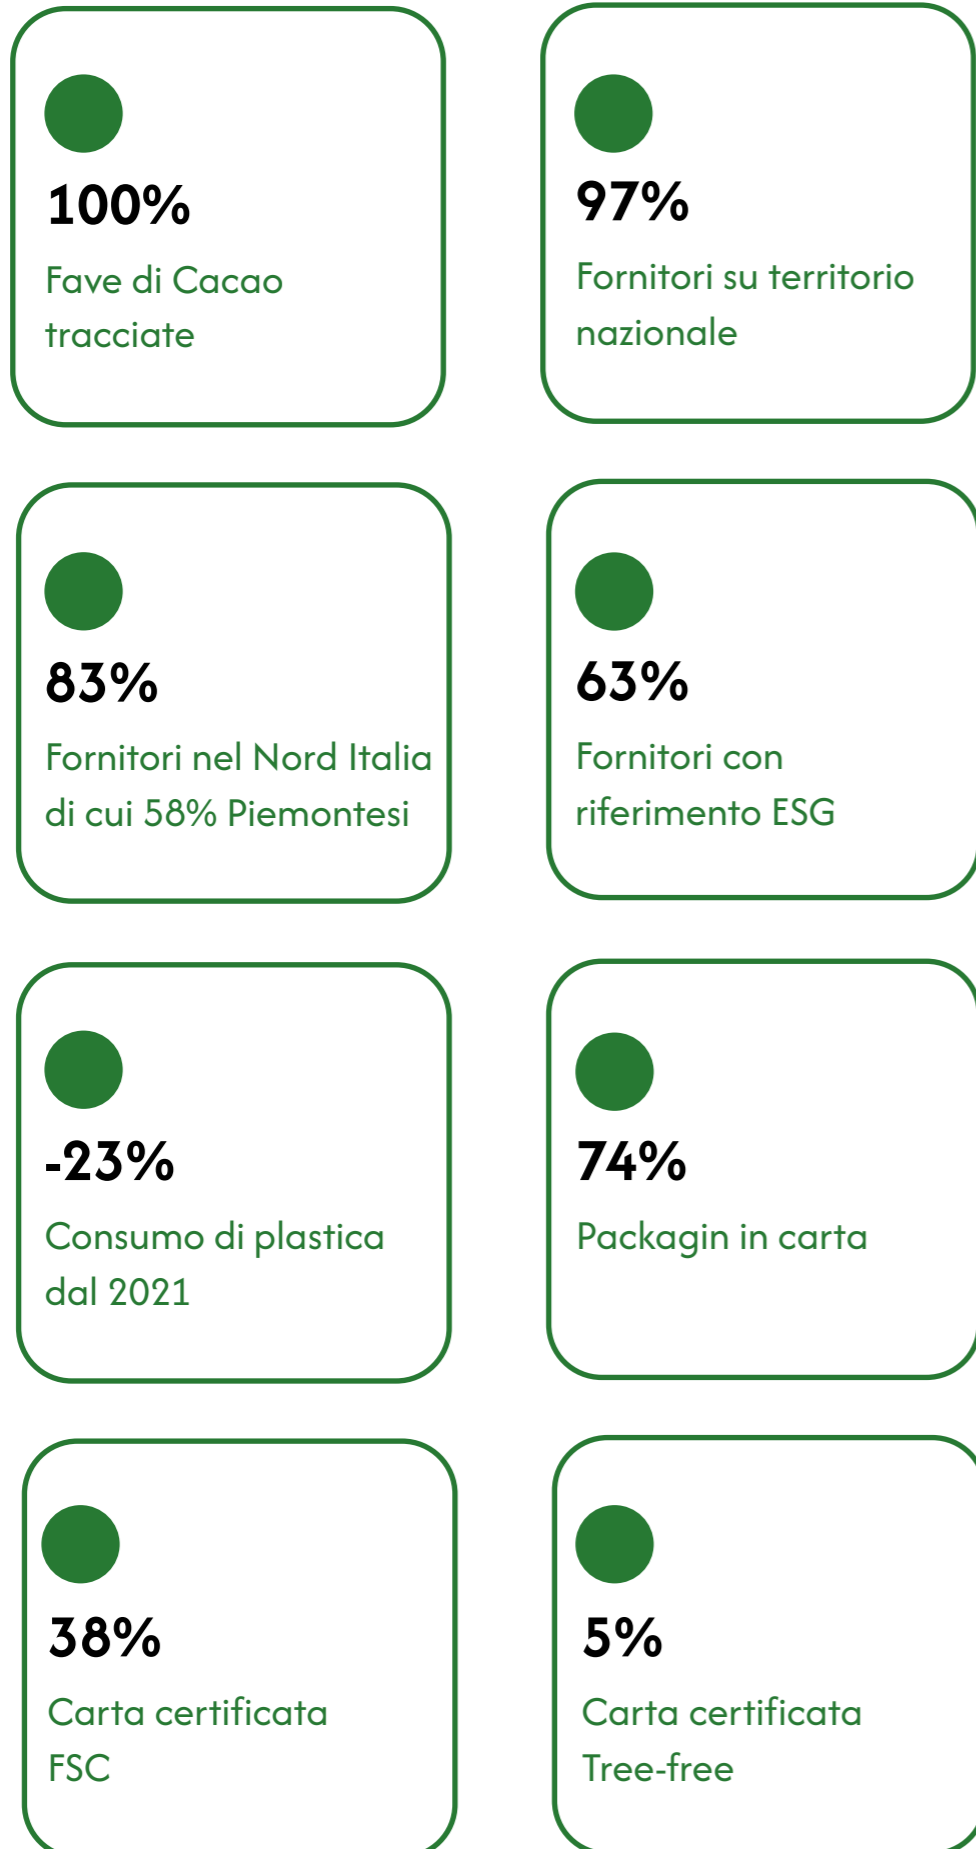 100%
Fave di Cacao
tracciate
97%
Fornitori su territorio
nazionale
83%
Fornitori nel Nord Italia
di cui 58% Piemontesi
63%
Fornitori con
riferimento ESG
-23%
Consumo di plastica
dal 2021
74%
Packagin in carta
38%
Carta certificata
FSC
5%
Carta certificata
Tree-free